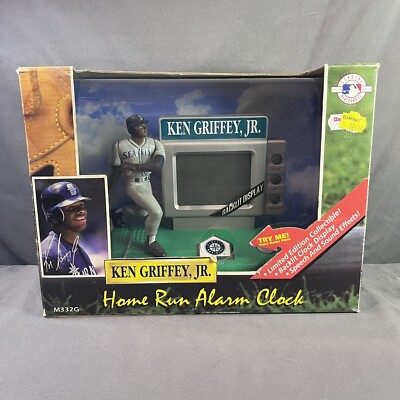 KEN GRIFFEY, JR.
SEATTLE
BACKLIT DISPLAY
TRY ME!
• Limited Edition Collectible!
• Backlit Clock Display
• Speech And Sound Effects!
KEN GRIFFEY, JR.
Home Run Alarm Clock
M332G